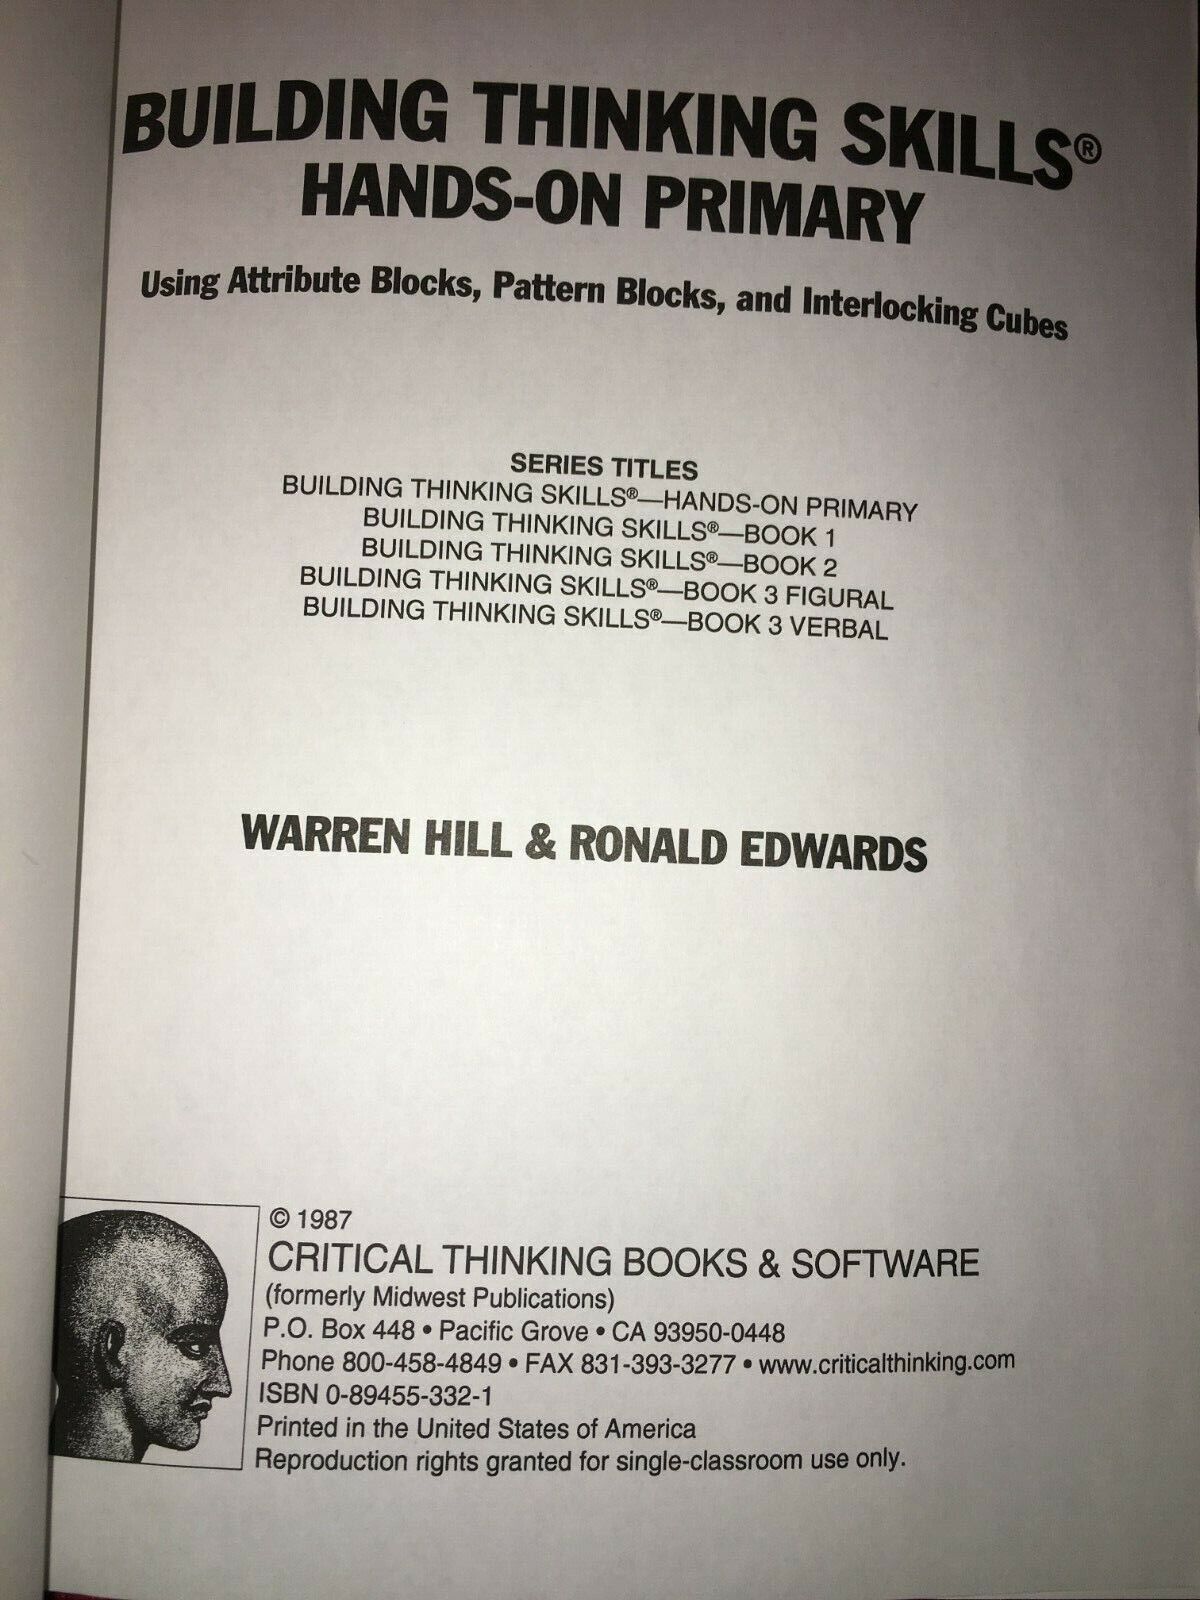 BUILDING THINKING SKILLS®
HANDS-ON PRIMARY
Using Attribute Blocks, Pattern Blocks, and Interlocking Cubes
SERIES TITLES
BUILDING THINKING SKILLS®—HANDS-ON PRIMARY
BUILDING THINKING SKILLS®—BOOK 1
BUILDING THINKING SKILLS®—BOOK 2
BUILDING THINKING SKILLS®—BOOK 3 FIGURAL
BUILDING THINKING SKILLS®—BOOK 3 VERBAL
WARREN HILL & RONALD EDWARDS
© 1987
CRITICAL THINKING BOOKS & SOFTWARE
(formerly Midwest Publications)
P.O. Box 448 • Pacific Grove • CA 93950-0448
Phone 800-458-4849 • FAX 831-393-3277 • www.criticalthinking.com
ISBN 0-89455-332-1
Printed in the United States of America
Reproduction rights granted for single-classroom use only.